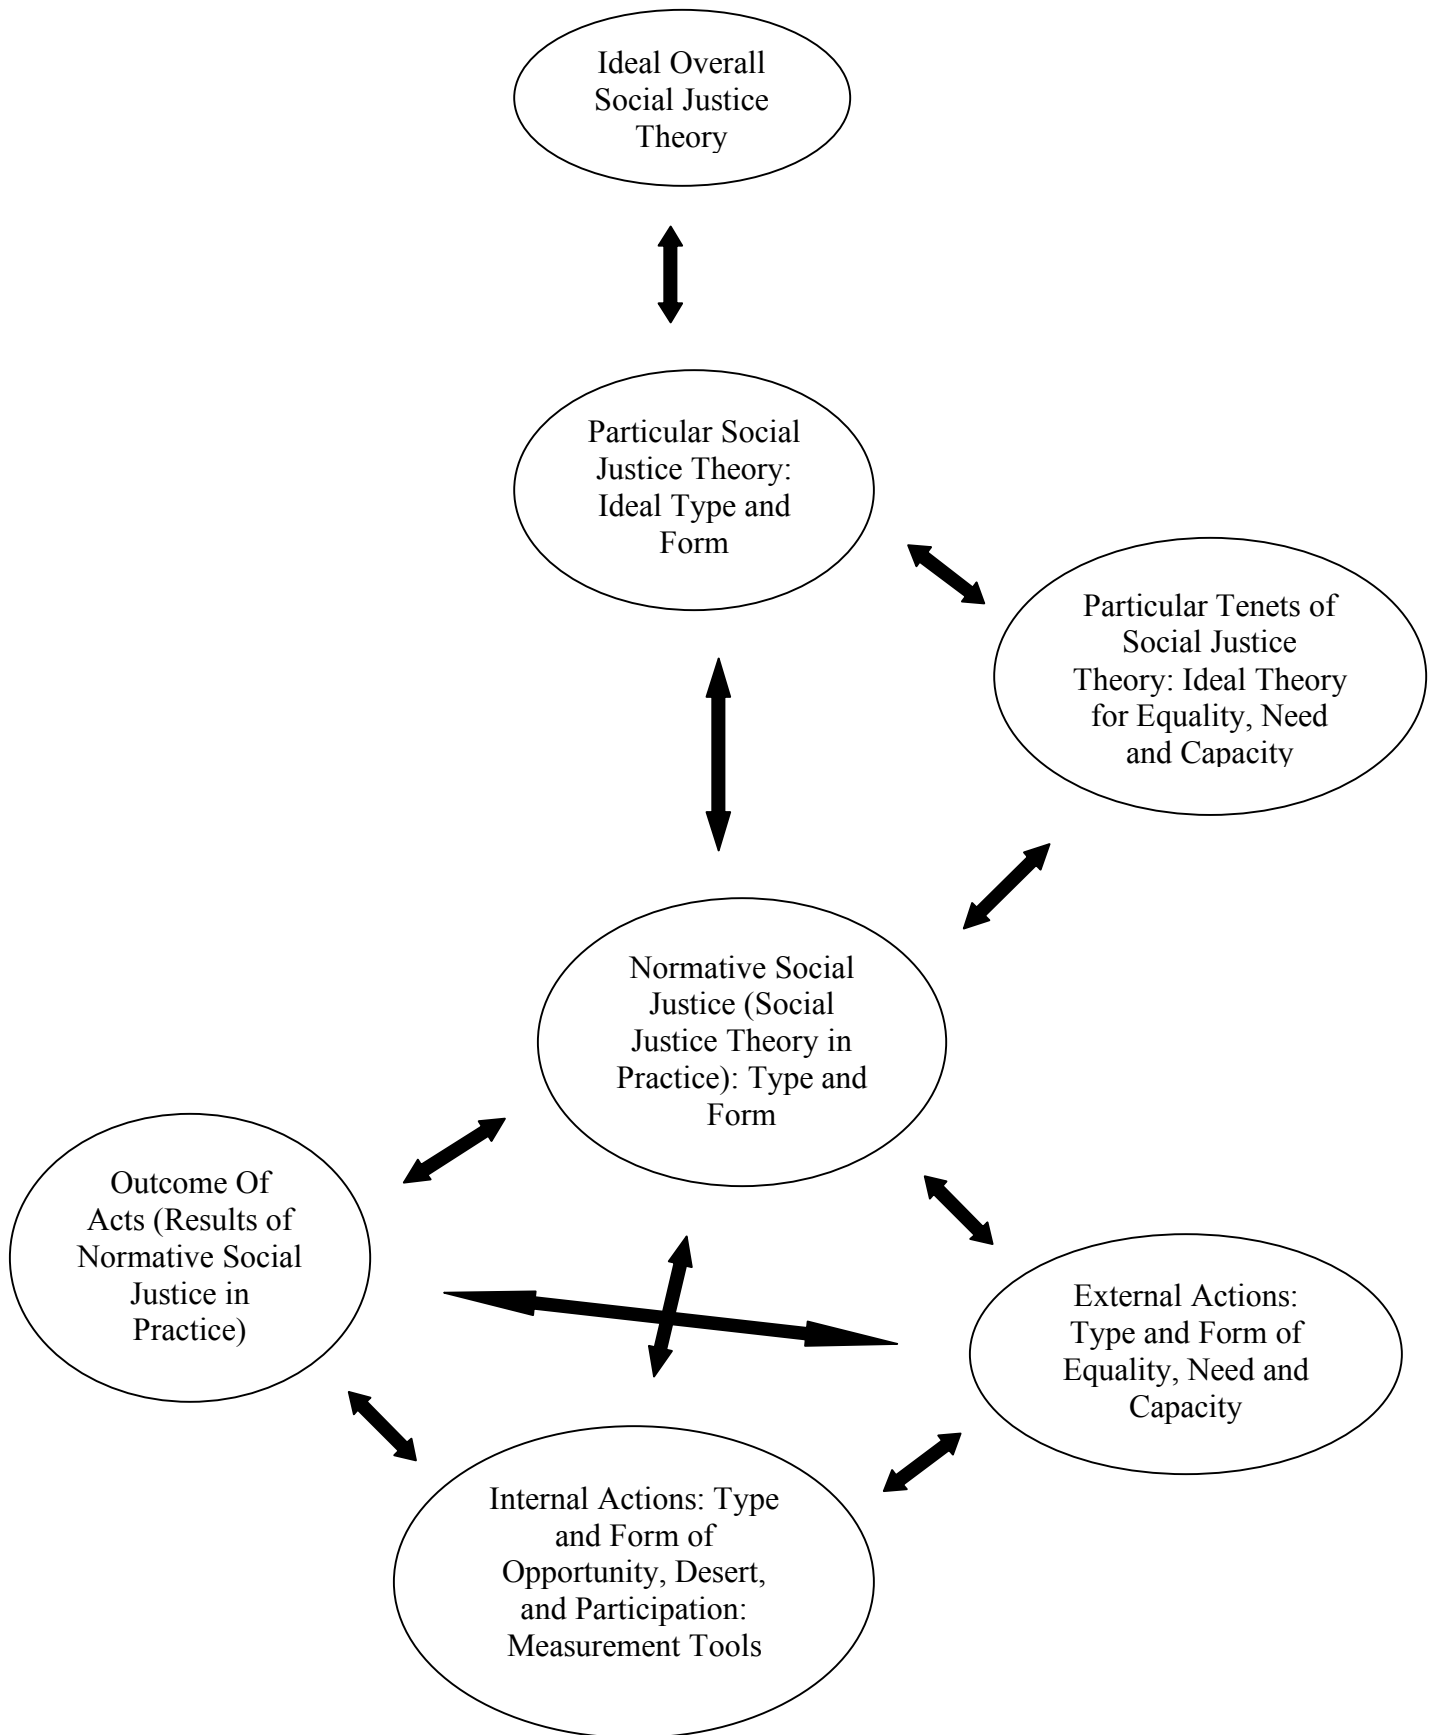 Ideal Overall
Social Justice
Theory
Particular Social
Justice Theory:
Ideal Type and
Form
Particular Tenets of
Social Justice
Theory: Ideal Theory
for Equality, Need
and Capacity
Normative Social
Justice (Social
Justice Theory in
Practice): Type and
Form
Outcome Of
Acts (Results of
Normative Social
Justice in
Practice)
External Actions:
Type and Form of
Equality, Need and
Capacity
Internal Actions: Type
and Form of
Opportunity, Desert,
and Participation:
Measurement Tools